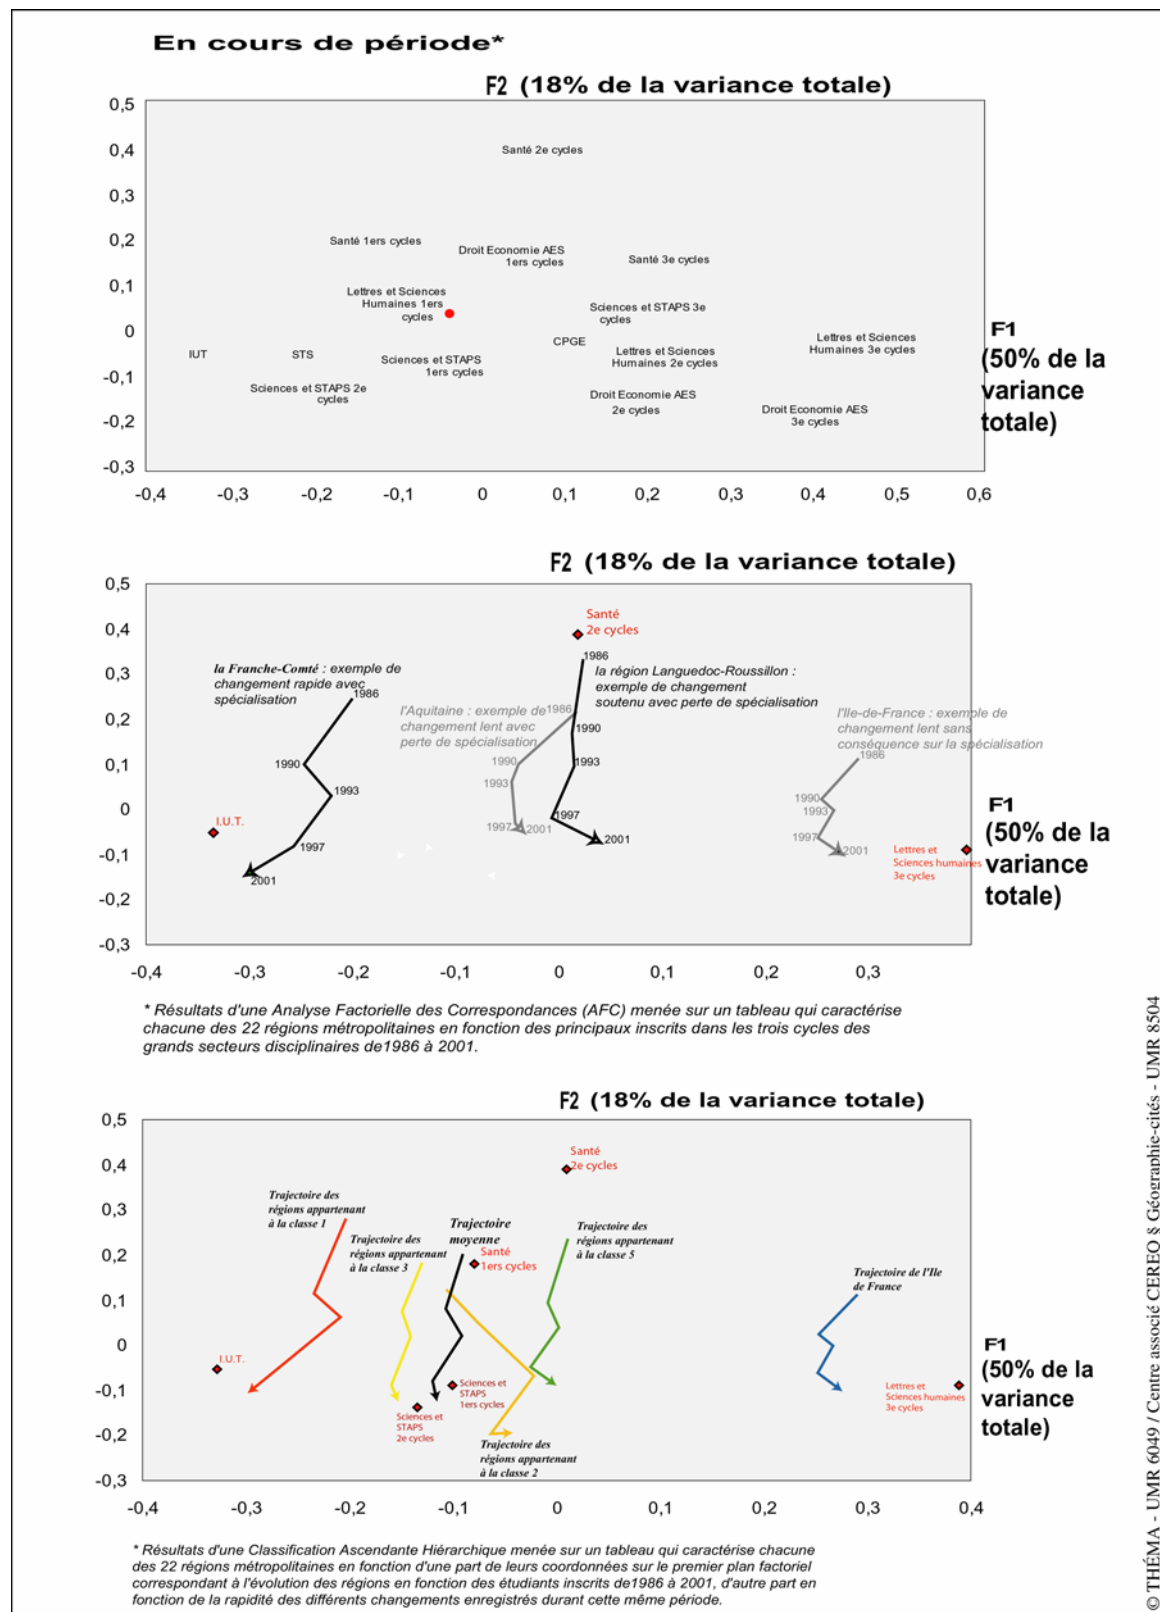 En cours de période*
F2 (18% de la variance totale)
0,5
0,4
0,3
0,2
0,1
0
-0,1
-0,2
-0,3
Santé 2e cycles
Santé 1ers cycles
Droit Economie AES
1ers cycles
Santé 3e cycles
Lettres et Sciences
Humaines 1ers
cycles
Sciences et STAPS 3e
cycles
Lettres et Sciences
Humaines 3e cycles
IUT
STS
Sciences et STAPS
1ers cycles
CPGE
Lettres et Sciences
Humaines 2e cycles
Sciences et STAPS 2e
cycles
Droit Economie AES
2e cycles
Droit Economie AES
3e cycles
F1
(50% de la
variance
totale)
-0,4 -0,3 -0,2 -0,1 0 0,1 0,2 0,3 0,4 0,5 0,6
F2 (18% de la variance totale)
0,5
0,4
0,3
0,2
0,1
0
-0,1
-0,2
-0,3
Santé
2e cycles
la Franche-Comté : exemple de
changement rapide avec
spécialisation
1986
1990
1993
1997
2001
I.U.T.
l'Aquitaine : exemple de
changement lent avec
perte de spécialisation
1986
1990
1993
1997
2001
1986
la région Languedoc-Roussillon :
exemple de changement
soutenu avec perte de spécialisation
1990
1993
1997
2001
l'Ile-de-France : exemple de
changement lent sans
conséquence sur la spécialisation
1986
1990
1993
1997
2001
Lettres et
Sciences humaines
3e cycles
F1
(50% de la
variance
totale)
-0,4 -0,3 -0,2 -0,1 0 0,1 0,2 0,3
* Résultats d'une Analyse Factorielle des Correspondances (AFC) menée sur un tableau qui caractérise
chacune des 22 régions métropolitaines en fonction des principaux inscrits dans les trois cycles des
grands secteurs disciplinaires de1986 à 2001.
F2 (18% de la variance totale)
0,5
0,4
0,3
0,2
0,1
0
-0,1
-0,2
-0,3
Santé
2e cycles
Trajectoire des
régions appartenant
à la classe 1
Trajectoire des
régions appartenant
à la classe 3
Trajectoire
moyenne
Santé
1ers cycles
Trajectoire des
régions appartenant
à la classe 5
Trajectoire de l'Ile
de France
I.U.T.
Sciences et
STAPS
1ers cycles
Sciences et
STAPS
2e cycles
Trajectoire des
régions appartenant
à la classe 2
Lettres et
Sciences humaines
3e cycles
F1
(50% de la
variance
totale)
-0,4 -0,3 -0,2 -0,1 0 0,1 0,2 0,3 0,4
* Résultats d'une Classification Ascendante Hiérarchique menée sur un tableau qui caractérise chacune
des 22 régions métropolitaines en fonction d'une part de leurs coordonnées sur le premier plan factoriel
correspondant à l'évolution des régions en fonction des étudiants inscrits de1986 à 2001, d'autre part en
fonction de la rapidité des différents changements enregistrés durant cette même période.
© THÉMA - UMR 6049 / Centre associé CEREQ § Géographie-cités - UMR 8504